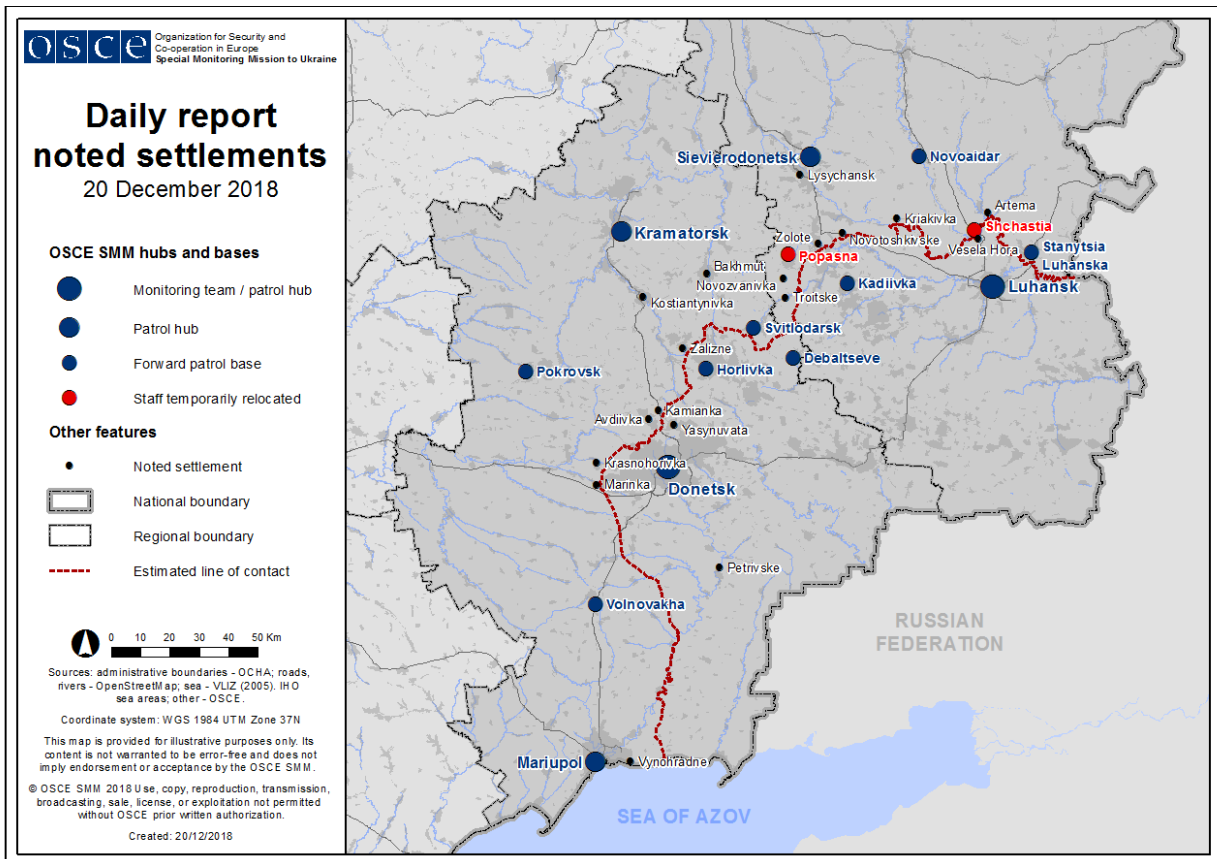 OSCE
Organization for Security and
Co-operation in Europe
Special Monitoring Mission to Ukraine
Daily report
noted settlements
20 December 2018
OSCE SMM hubs and bases
Monitoring team / patrol hub
Patrol hub
Forward patrol base
Staff temporarily relocated
Other features
Noted settlement
National boundary
Regional boundary
Estimated line of contact
0 10 20 30 40 50 Km
Sources: administrative boundaries - OCHA; roads,
rivers - OpenStreetMap; sea - VLIZ (2005). IHO
sea areas; other - OSCE.
Coordinate system: WGS 1984 UTM Zone 37N
This map is provided for illustrative purposes only. Its
content is not warranted to be error-free and does not
imply endorsement or acceptance by the OSCE SMM.
© OSCE SMM 2018 Use, copy, reproduction, transmission,
broadcasting, sale, license, or exploitation not permitted
without OSCE prior written authorization.
Created: 20/12/2018
Sievierodonetsk
Novoaidar
Lysychansk
Artema
Kriakivka
Shchastia
Kramatorsk
Zolote
Novotoshkivske
Vesela Hora
Stanytsia
Luhanska
Popasna
Bakhmut
Novozvanivka
Kadiivka
Luhansk
Kostiantynivka
Troitske
Svitlodarsk
Zalizne
Debaltseve
Pokrovsk
Horlivka
Kamianka
Avdiivka
Yasynuvata
Krasnohorivka
Marinka
Donetsk
Petrivske
Volnovakha
RUSSIAN
FEDERATION
Mariupol
Vynohradne
SEA OF AZOV